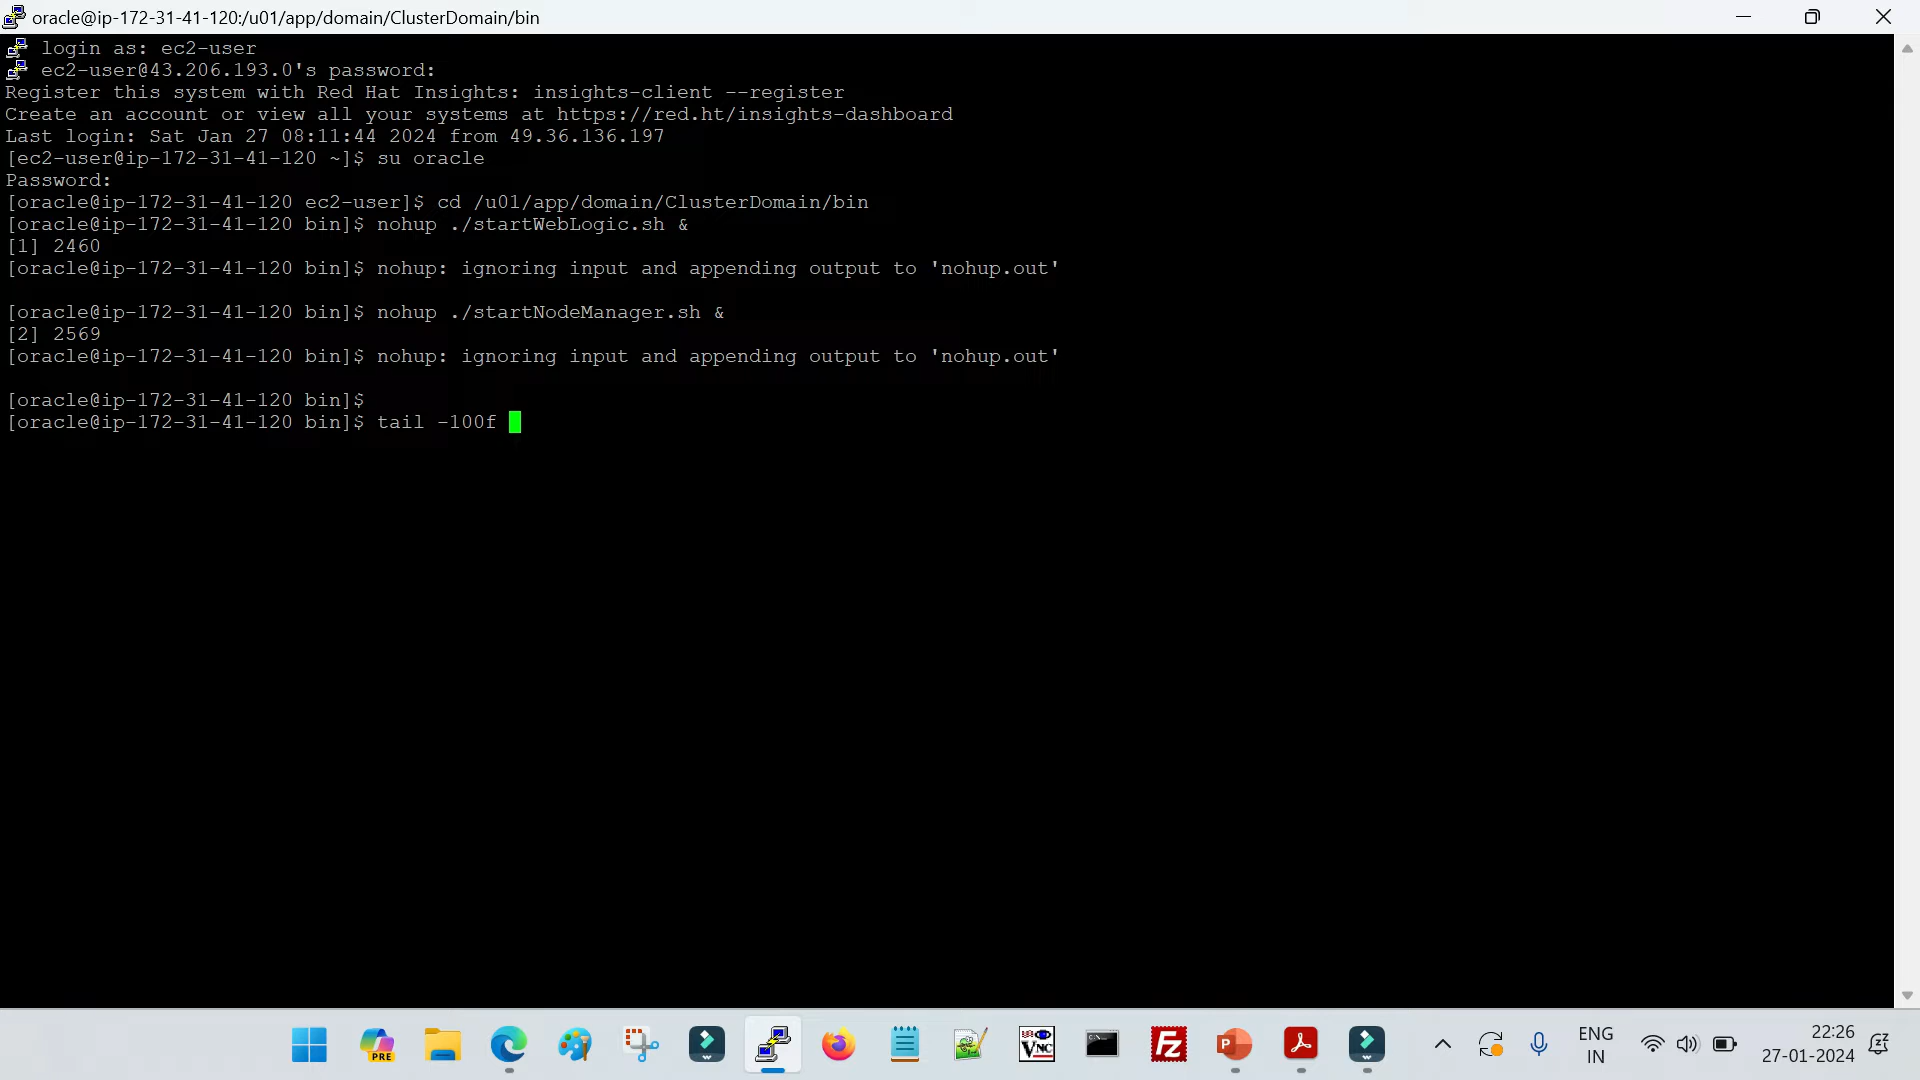 oracle@ip-172-31-41-120:/u01/app/domain/ClusterDomain/bin
login as: ec2-user
ec2-user@43.206.193.0's password:
Register this system with Red Hat Insights: insights-client --register
Create an account or view all your systems at https://red.ht/insights-dashboard
Last login: Sat Jan 27 08:11:44 2024 from 49.36.136.197
[ec2-user@ip-172-31-41-120 ~]$ su oracle
Password:
[oracle@ip-172-31-41-120 ec2-user]$ cd /u01/app/domain/ClusterDomain/bin
[oracle@ip-172-31-41-120 bin]$ nohup ./startWebLogic.sh &
[1] 2460
[oracle@ip-172-31-41-120 bin]$ nohup: ignoring input and appending output to 'nohup.out'
[oracle@ip-172-31-41-120 bin]$ nohup ./startNodeManager.sh &
[2] 2569
[oracle@ip-172-31-41-120 bin]$ nohup: ignoring input and appending output to 'nohup.out'
[oracle@ip-172-31-41-120 bin]$
[oracle@ip-172-31-41-120 bin]$ tail -100f
PRE
VNC
FZ
P
ENG
IN
22:26
27-01-2024